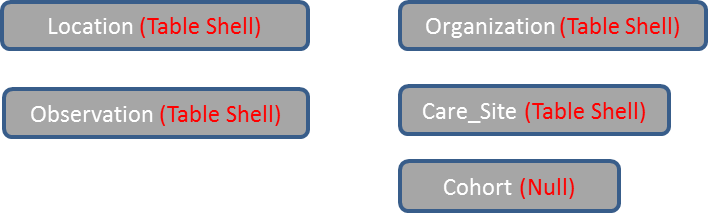 Location (Table Shell)
Organization (Table Shell)
Observation (Table Shell)
Care_Site (Table Shell)
Cohort (Null)